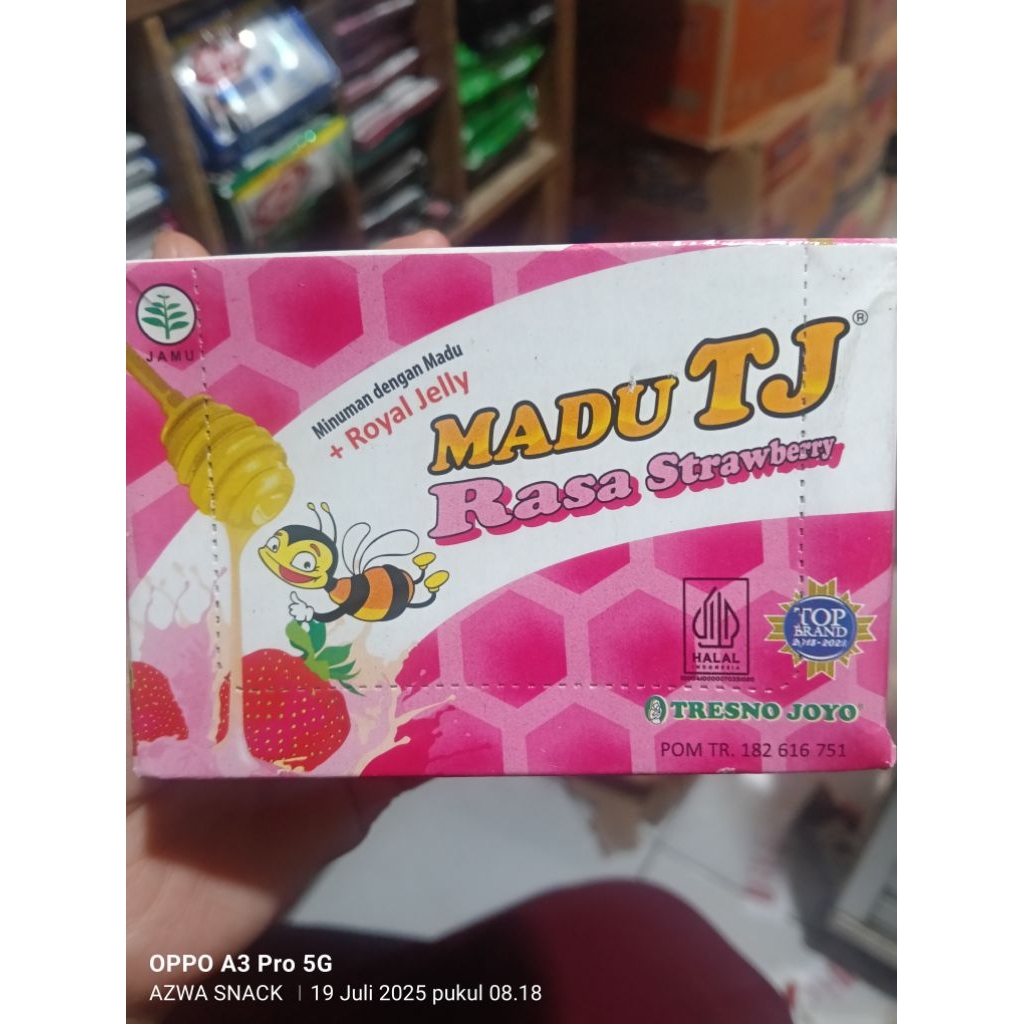 JAMU
Minuman dengan Madu
+ Royal Jelly
MADU TJ®
Rasa Strawberry
HALAL
INDONESIA
TOP
BRAND
TRESNO JOYO
POM TR. 182 616 751
OPPO A3 Pro 5G
AZWA SNACK | 19 Juli 2025 pukul 08.18